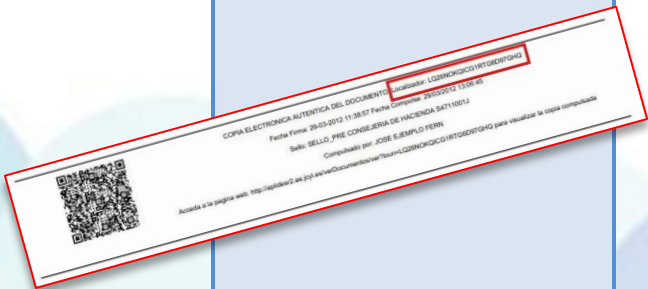 COPIA ELECTRONICA AUTENTICA DEL DOCUMENTO Localizador: LQ26NOKQICG1RTG6D97GHQ
Fecha Firma: 29-03-2012 11:38:57 Fecha Compulsa: 29/03/2012 13:06:45
Sello: SELLO_PRE CONSEJERIA DE HACIENDA S4711001J
Compulsado por: JOSE EJEMPLO FERN
Acceda a la pagina web: para visualizar la copia compulsada